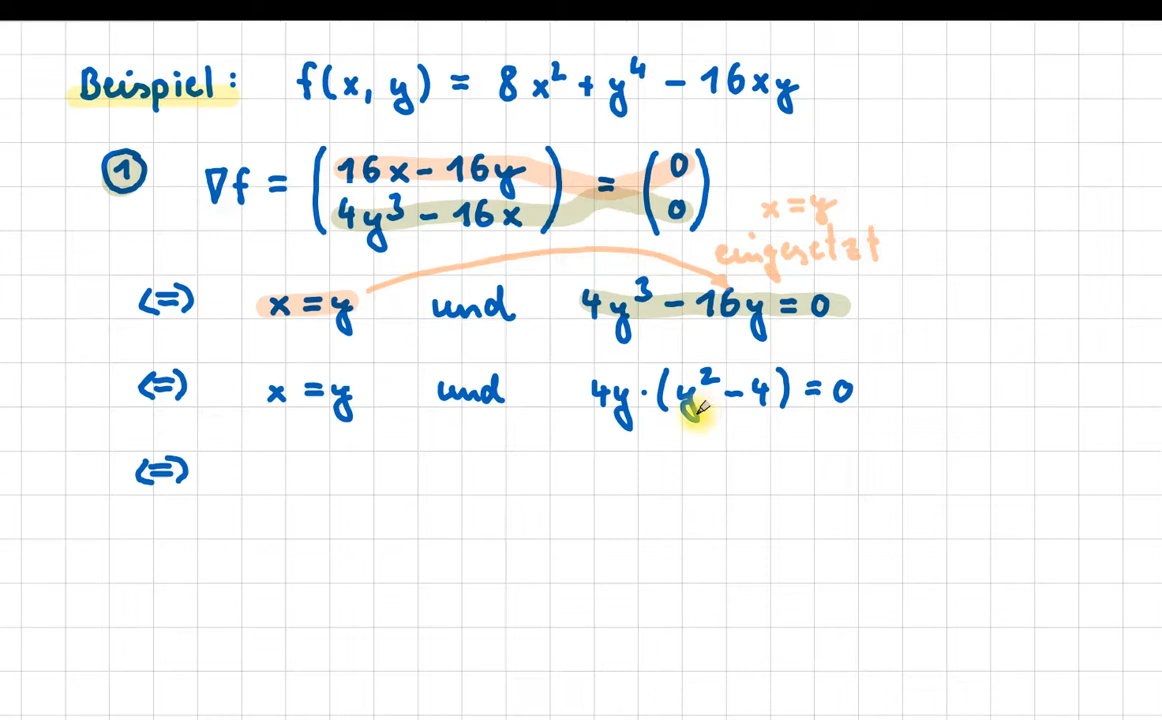 Beispiel: f(x, y) = 8x² + y⁴ - 16xy
① ∇f = ( 16x - 16y ) = ( 0 )
( 4y³ - 16x ) ( 0 )
x = y
eingesetzt
(=) x = y und 4y³ - 16y = 0
(=) x = y und 4y · (y² - 4) = 0
(=)